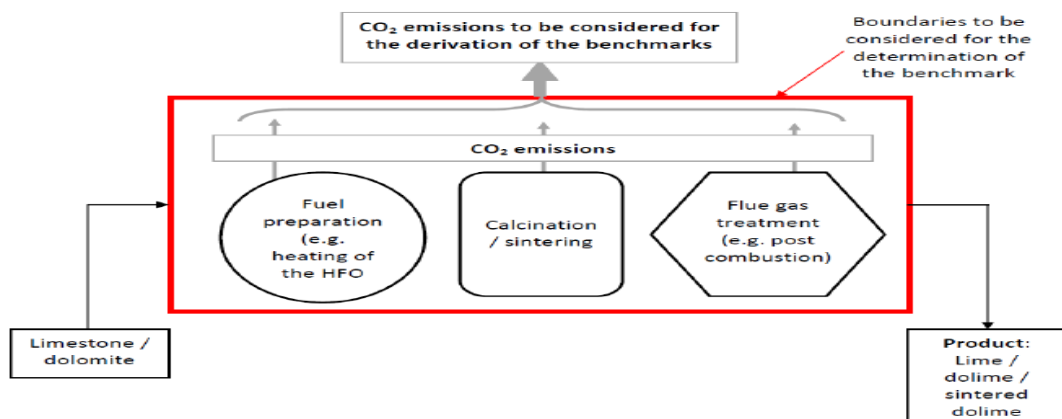 CO₂ emissions to be considered for
the derivation of the benchmarks
Boundaries to be
considered for the
determination of
the benchmark
CO₂ emissions
Fuel
preparation
(e.g.
heating of
the HFO
Calcination
/ sintering
Flue gas
treatment
(e.g. post
combustion)
Limestone /
dolomite
Product:
Lime /
dolime /
sintered
dolime